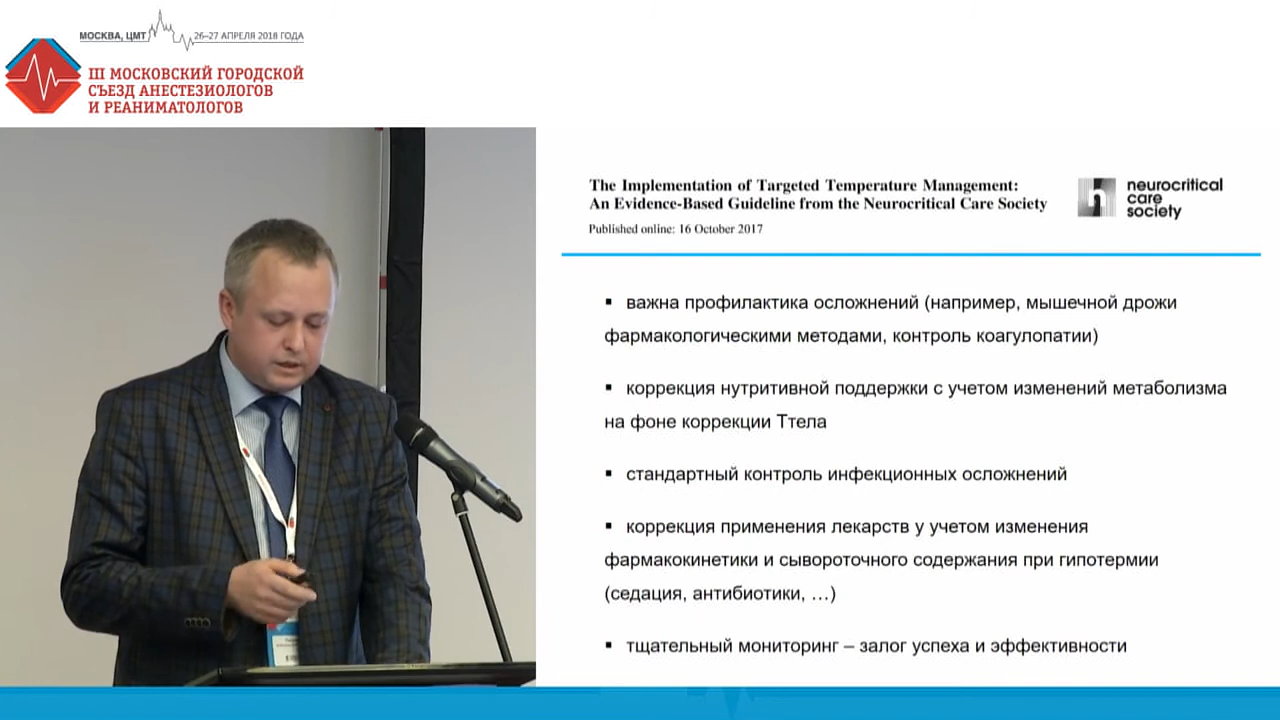 МОСКВА, ЦМТ 26–27 АПРЕЛЯ 2018 ГОДА
III МОСКОВСКИЙ ГОРОДСКОЙ
СЪЕЗД АНЕСТЕЗИОЛОГОВ
И РЕАНИМАТОЛОГОВ
The Implementation of Targeted Temperature Management:
An Evidence-Based Guideline from the Neurocritical Care Society
Published online: 16 October 2017
n neurocritical
care
society
▪ важна профилактика осложнений (например, мышечной дрожи
фармакологическими методами, контроль коагулопатии)
▪ коррекция нутритивной поддержки с учетом изменений метаболизма
на фоне коррекции Ттела
▪ стандартный контроль инфекционных осложнений
▪ коррекция применения лекарств у учетом изменения
фармакокинетики и сывороточного содержания при гипотермии
(седация, антибиотики, …)
▪ тщательный мониторинг – залог успеха и эффективности